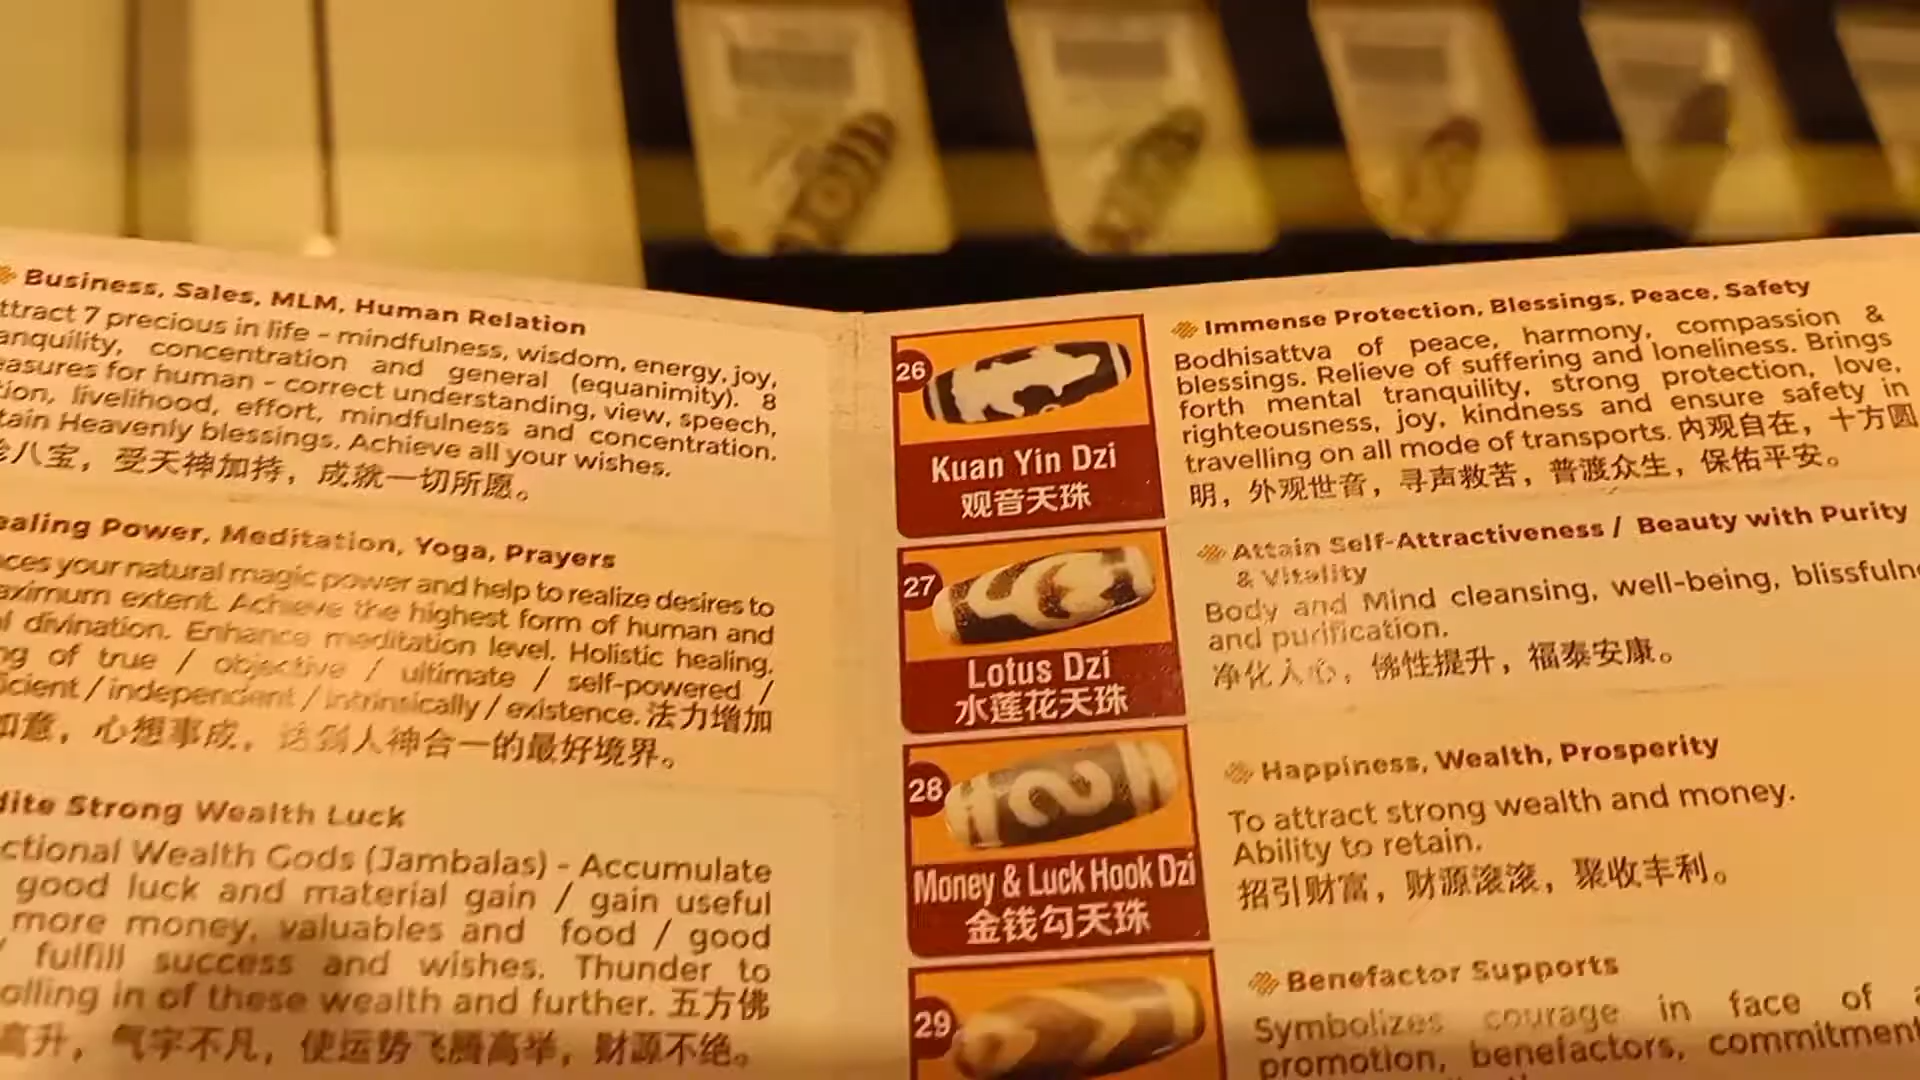 Business, Sales, MLM, Human Relation
ttract 7 precious in life - mindfulness, wisdom, energy, joy,
anquility, concentration and general (equanimity). 8
easures for human - correct understanding, view, speech,
tion, livelihood, effort, mindfulness and concentration.
tain Heavenly blessings. Achieve all your wishes.
八宝，受天神加持，成就一切所愿。
ealing Power, Meditation, Yoga, Prayers
ces your natural magic power and help to realize desires to
aximum extent. Achieve the highest form of human and
l divination. Enhance meditation level. Holistic healing.
ng of true / objective / ultimate / self-powered /
icient / independent / intrinsically / existence. 法力增加
如意，心想事成，达到人神合一的最好境界。
dite Strong Wealth Luck
ctional Wealth Gods (Jambalas) - Accumulate
good luck and material gain / gain useful
more money, valuables and food / good
/ fulfill success and wishes. Thunder to
olling in of these wealth and further. 五方佛
高升，气宇不凡，使运势飞腾高举，财源不绝。
26
Kuan Yin Dzi
观音天珠
Immense Protection, Blessings, Peace, Safety
Bodhisattva of peace, harmony, compassion &
blessings. Relieve of suffering and loneliness. Brings
forth mental tranquility, strong protection, love,
righteousness, joy, kindness and ensure safety in
travelling on all mode of transports. 内观自在，十方圆
明，外观世音，寻声救苦，普渡众生，保佑平安。
27
Lotus Dzi
水莲花天珠
Attain Self-Attractiveness / Beauty with Purity
& Vitality
Body and Mind cleansing, well-being, blissfuln
and purification.
净化人心，佛性提升，福泰安康。
28
Money & Luck Hook Dzi
金钱勾天珠
Happiness, Wealth, Prosperity
To attract strong wealth and money.
Ability to retain.
招引财富，财源滚滚，聚收丰利。
29
Benefactor Supports
Symbolizes courage in face of a
promotion, benefactors, commitment